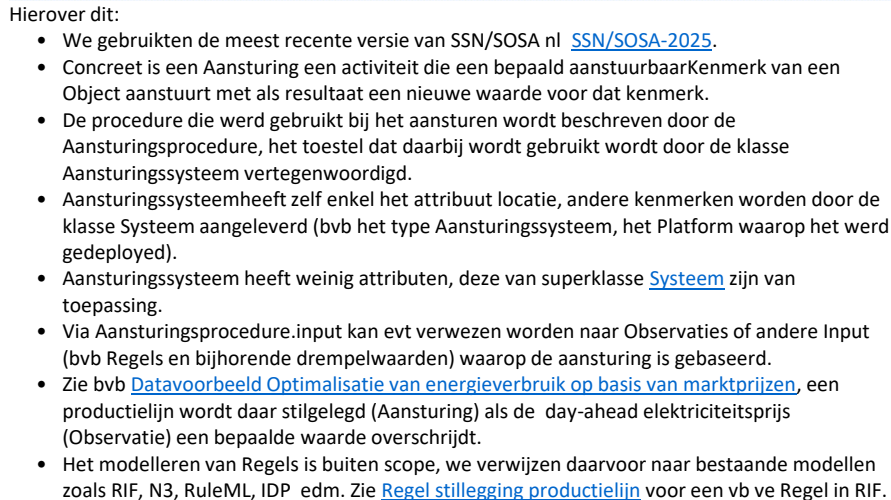 Hierover dit:
• We gebruikten de meest recente versie van SSN/SOSA nl  SSN/SOSA-2025.
• Concreet is een Aansturing een activiteit die een bepaald aanstuurbaarKenmerk van een
Object aanstuurt met als resultaat een nieuwe waarde voor dat kenmerk.
• De procedure die werd gebruikt bij het aansturen wordt beschreven door de
Aansturingsprocedure, het toestel dat daarbij wordt gebruikt wordt door de klasse
Aansturingssysteem vertegenwoordigd.
• Aansturingssysteemheeft zelf enkel het attribuut locatie, andere kenmerken worden door de
klasse Systeem aangeleverd (bvb het type Aansturingssysteem, het Platform waarop het werd
gedeployed).
• Aansturingssysteem heeft weinig attributen, deze van superklasse Systeem zijn van
toepassing.
• Via Aansturingsprocedure.input kan evt verwezen worden naar Observaties of andere Input
(bvb Regels en bijhorende drempelwaarden) waarop de aansturing is gebaseerd.
• Zie bvb Datavoorbeeld Optimalisatie van energieverbruik op basis van marktprijzen, een
productielijn wordt daar stilgelegd (Aansturing) als de  day-ahead elektriciteitsprijs
(Observatie) een bepaalde waarde overschrijdt.
• Het modelleren van Regels is buiten scope, we verwijzen daarvoor naar bestaande modellen
zoals RIF, N3, RuleML, IDP  edm. Zie Regel stillegging productielijn voor een vb ve Regel in RIF.